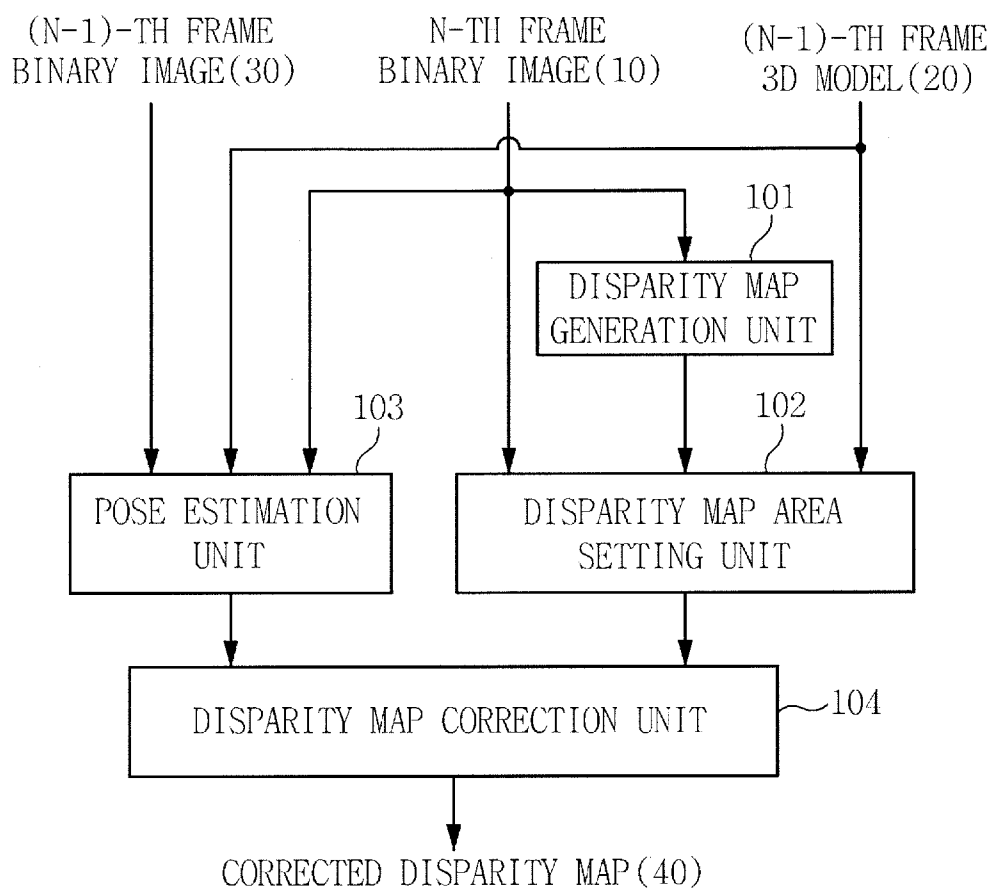 (N-1)-TH FRAME
BINARY IMAGE(30)
N-TH FRAME
BINARY IMAGE(10)
(N-1)-TH FRAME
3D MODEL(20)
101
DISPARITY MAP
GENERATION UNIT
103
102
POSE ESTIMATION
UNIT
DISPARITY MAP AREA
SETTING UNIT
DISPARITY MAP CORRECTION UNIT
104
CORRECTED DISPARITY MAP(40)